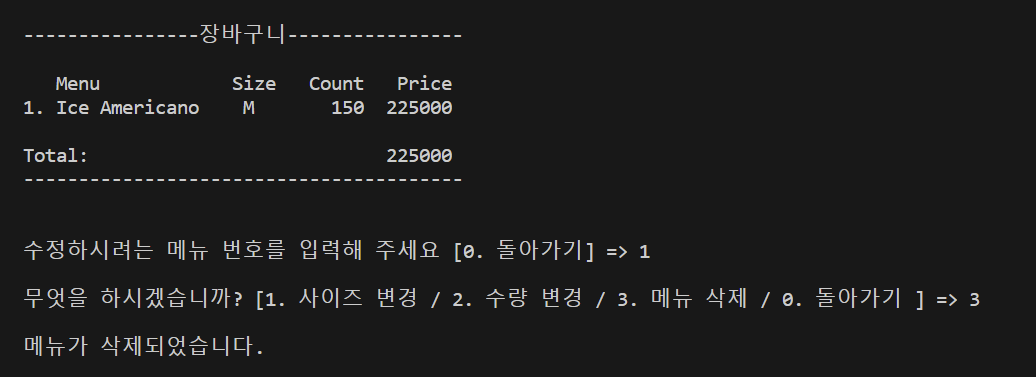 ----------------장바구니----------------
Menu Size Count Price
1. Ice Americano M 150 225000
Total: 225000
----------------------------------------
수정하시려는 메뉴 번호를 입력해 주세요 [0. 돌아가기] => 1
무엇을 하시겠습니까? [1. 사이즈 변경 / 2. 수량 변경 / 3. 메뉴 삭제 / 0. 돌아가기 ] => 3
메뉴가 삭제되었습니다.